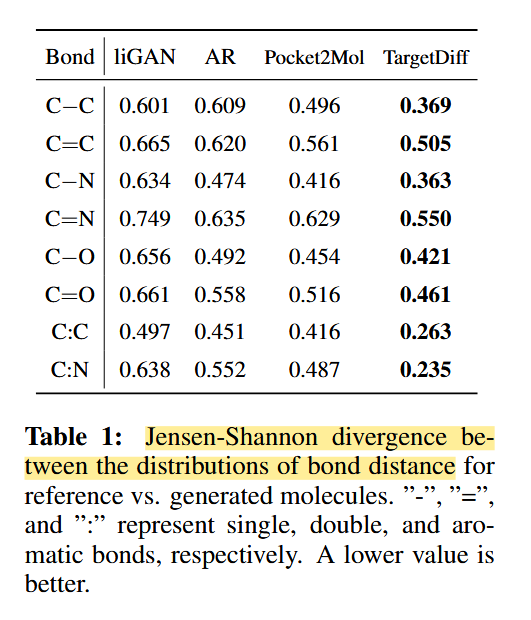 Bond liGAN AR Pocket2Mol TargetDiff
C−C 0.601 0.609 0.496 0.369
C=C 0.665 0.620 0.561 0.505
C−N 0.634 0.474 0.416 0.363
C=N 0.749 0.635 0.629 0.550
C−O 0.656 0.492 0.454 0.421
C=O 0.661 0.558 0.516 0.461
C:C 0.497 0.451 0.416 0.263
C:N 0.638 0.552 0.487 0.235
Table 1: Jensen-Shannon divergence be-
tween the distributions of bond distance for
reference vs. generated molecules. ”-”, ”=”,
and ”:” represent single, double, and aro-
matic bonds, respectively. A lower value is
better.